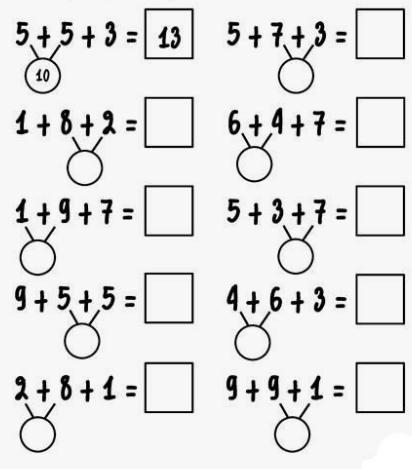 5 + 5 + 3 = 13
10
5 + 7 + 3 =
1 + 8 + 2 =
6 + 4 + 7 =
1 + 9 + 7 =
5 + 3 + 7 =
9 + 5 + 5 =
4 + 6 + 3 =
2 + 8 + 1 =
9 + 9 + 1 =